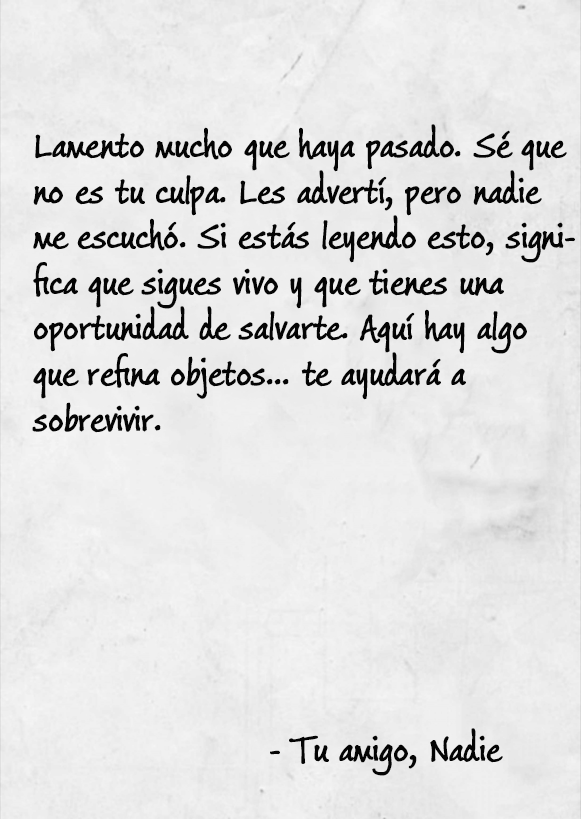 Lamento mucho que haya pasado. Sé que
no es tu culpa. Les advertí, pero nadie
me escuchó. Si estás leyendo esto, signi-
fica que sigues vivo y que tienes una
oportunidad de salvarte. Aquí hay algo
que refina objetos... te ayudará a
sobrevivir.
- Tu amigo, Nadie